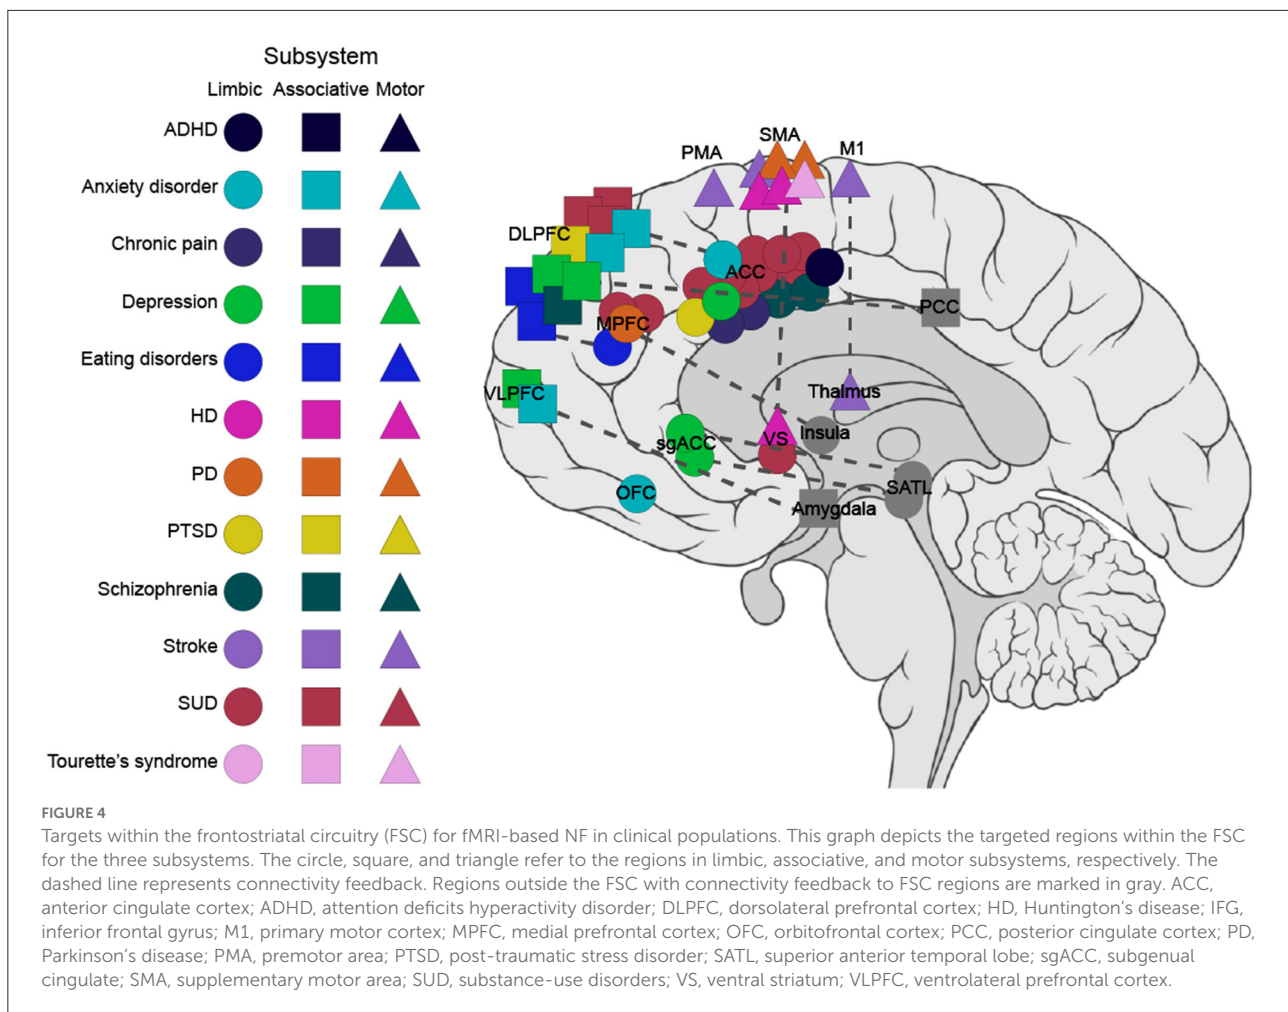 Subsystem
Limbic Associative Motor
ADHD
Anxiety disorder
Chronic pain
Depression
Eating disorders
HD
PD
PTSD
Schizophrenia
Stroke
SUD
Tourette's syndrome
SMA
PMA
M1
DLPFC
ACC
PCC
MPFC
VLPFC
Thalmus
sgACC
VS
Insula
OFC
SATL
Amygdala
FIGURE 4
Targets within the frontostriatal circuitry (FSC) for fMRI-based NF in clinical populations. This graph depicts the targeted regions within the FSC
for the three subsystems. The circle, square, and triangle refer to the regions in limbic, associative, and motor subsystems, respectively. The
dashed line represents connectivity feedback. Regions outside the FSC with connectivity feedback to FSC regions are marked in gray. ACC,
anterior cingulate cortex; ADHD, attention deficits hyperactivity disorder; DLPFC, dorsolateral prefrontal cortex; HD, Huntington's disease; IFG,
inferior frontal gyrus; M1, primary motor cortex; MPFC, medial prefrontal cortex; OFC, orbitofrontal cortex; PCC, posterior cingulate cortex; PD,
Parkinson's disease; PMA, premotor area; PTSD, post-traumatic stress disorder; SATL, superior anterior temporal lobe; sgACC, subgenual
cingulate; SMA, supplementary motor area; SUD, substance-use disorders; VS, ventral striatum; VLPFC, ventrolateral prefrontal cortex.